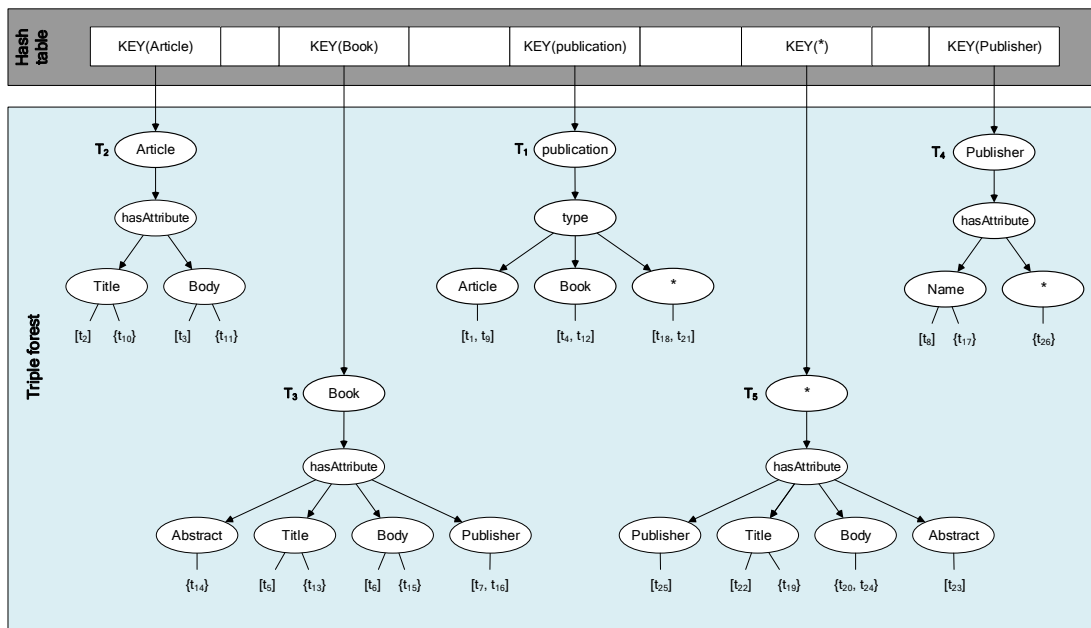 Hash table
KEY(Article) KEY(Book) KEY(publication) KEY(*) KEY(Publisher)
Triple forest
T₂ Article T₁ publication T₄ Publisher
hasAttribute type hasAttribute
Title Body Article Book * Name *
[t₂] {t₁₀} [t₃] {t₁₁} [t₁, t₉] [t₄, t₁₂] [t₁₈, t₂₁] [t₈] {t₁₇} {t₂₆}
T₃ Book T₅ *
hasAttribute hasAttribute
Abstract Title Body Publisher Publisher Title Body Abstract
{t₁₄} [t₅] {t₁₃} [t₆] {t₁₅} [t₇, t₁₆] [t₂₅] [t₂₂] {t₁₉} {t₂₀, t₂₄} [t₂₃]